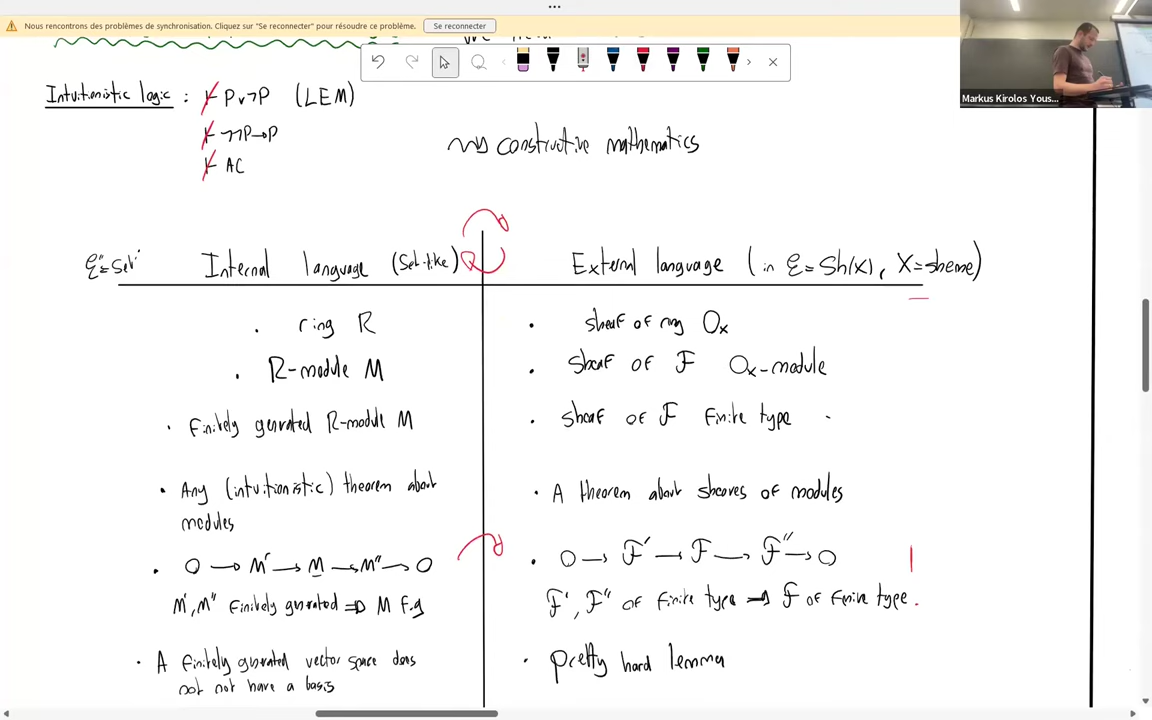 Nous rencontrons des problèmes de synchronisation. Cliquez sur "Se reconnecter" pour résoudre ce problème. Se reconnecter
Markus Kirolos Yous...
Intuitionistic logic : ⊬ P∨¬P (LEM)
⊬ ¬¬P→P
⊬ AC
⇝ constructive mathematics
"ℰ=Set" Internal language (Set-like)
External language (in ℰ=Sh(X), X=sheme)
· ring R
· sheaf of ring O_X
· R-module M
· Sheaf of F O_X-module
· Finitely generated R-module M
· sheaf of F finite type
· Any (intuitionistic) theorem about
modules
· A theorem about sheaves of modules
· 0 → M' → M → M'' → 0
M', M'' finitely generated ⇒ M f.g
· 0 → F' → F → F'' → 0
F', F'' of finite type ⇒ F of finite type.
· A finitely generated vector space does
not not have a basis
· pretty hard lemma